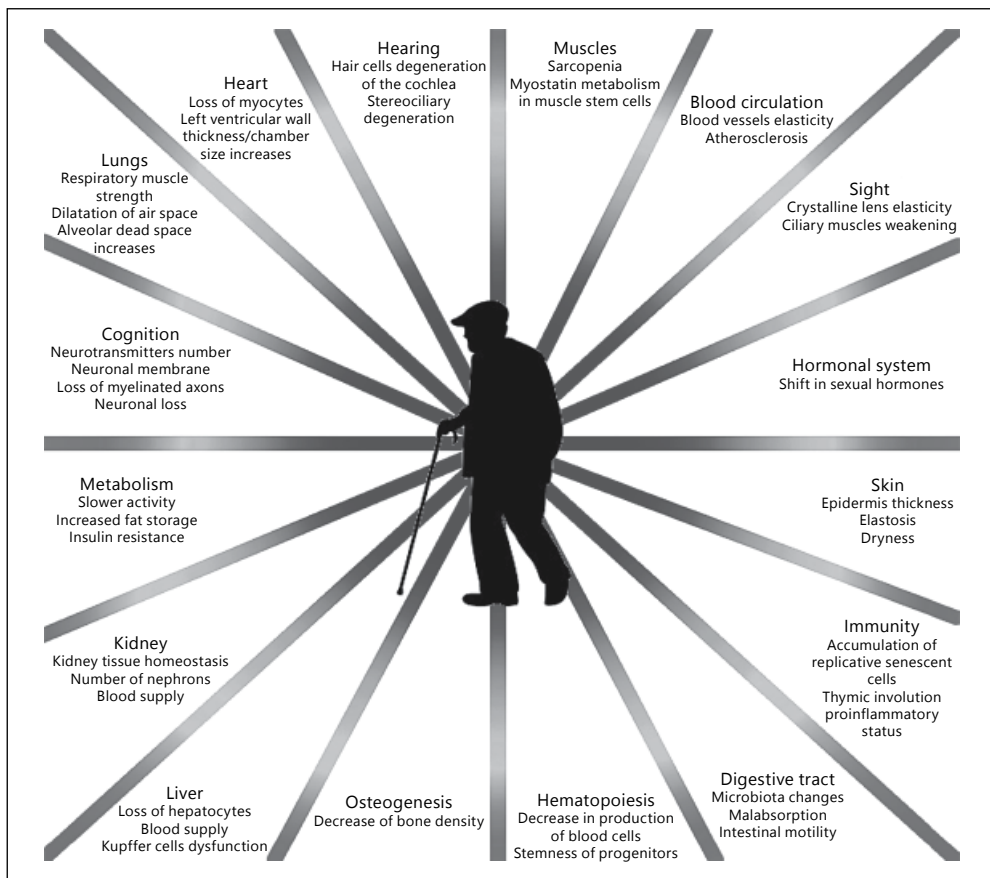 Hearing
Hair cells degeneration
of the cochlea
Stereociliary
degeneration
Muscles
Sarcopenia
Myostatin metabolism
in muscle stem cells
Heart
Loss of myocytes
Left ventricular wall
thickness/chamber
size increases
Blood circulation
Blood vessels elasticity
Atherosclerosis
Lungs
Respiratory muscle
strength
Dilatation of air space
Alveolar dead space
increases
Sight
Crystalline lens elasticity
Ciliary muscles weakening
Cognition
Neurotransmitters number
Neuronal membrane
Loss of myelinated axons
Neuronal loss
Hormonal system
Shift in sexual hormones
Metabolism
Slower activity
Increased fat storage
Insulin resistance
Skin
Epidermis thickness
Elastosis
Dryness
Kidney
Kidney tissue homeostasis
Number of nephrons
Blood supply
Immunity
Accumulation of
replicative senescent
cells
Thymic involution
proinflammatory
status
Liver
Loss of hepatocytes
Blood supply
Kupffer cells dysfunction
Osteogenesis
Decrease of bone density
Hematopoiesis
Decrease in production
of blood cells
Stemness of progenitors
Digestive tract
Microbiota changes
Malabsorption
Intestinal motility